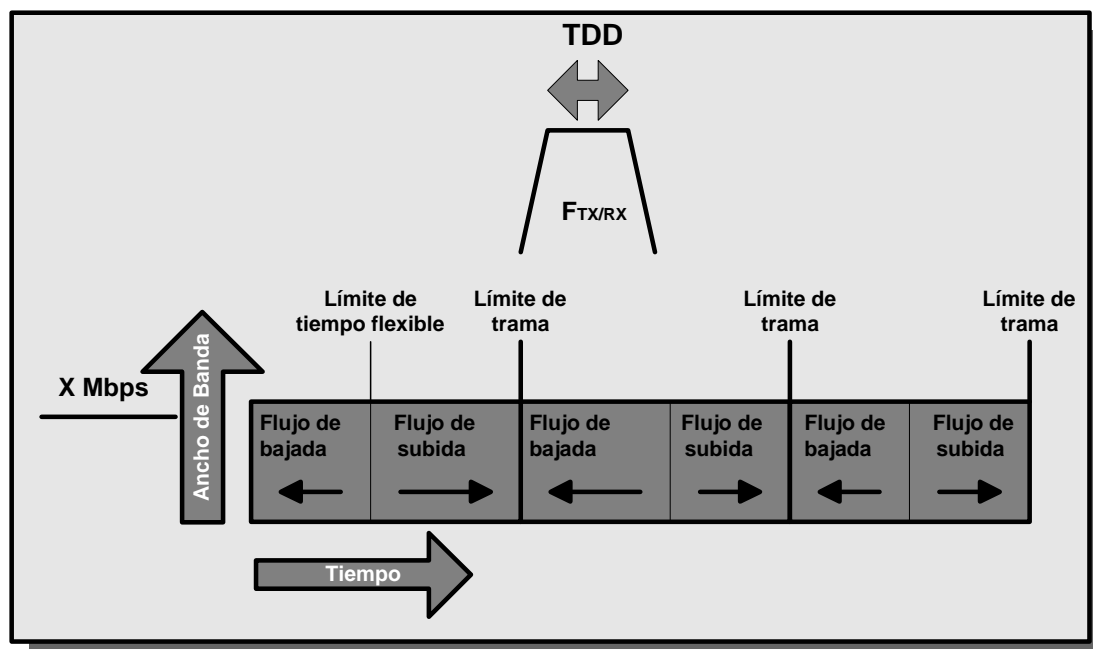 TDD
FTX/RX
Límite de
tiempo flexible
Límite de
trama
Límite de
trama
Límite de
trama
X Mbps
Ancho de Banda
Flujo de
bajada
Flujo de
subida
Flujo de
bajada
Flujo de
subida
Flujo de
bajada
Flujo de
subida
Tiempo